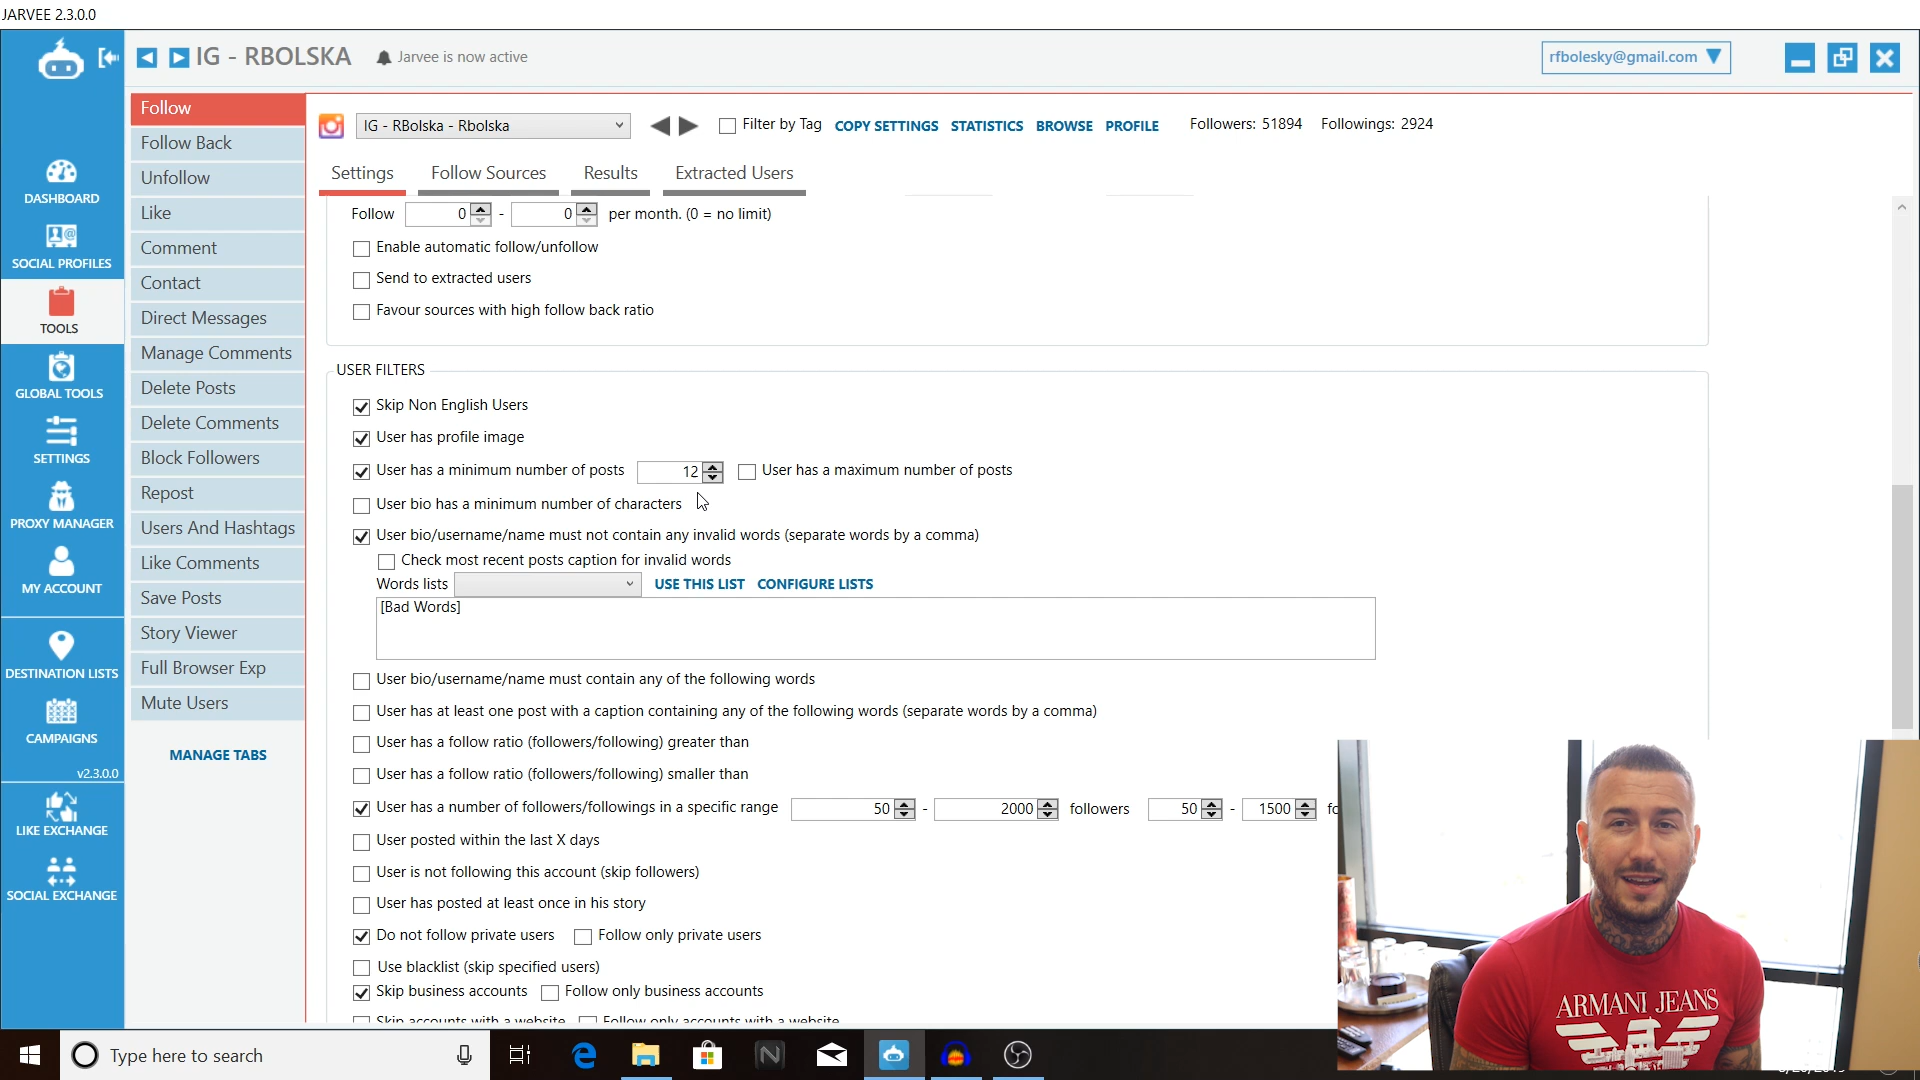 JARVEE 2.3.0.0
IG - RBOLSKA
Jarvee is now active
rfbolesky@gmail.com
DASHBOARD
SOCIAL PROFILES
TOOLS
GLOBAL TOOLS
SETTINGS
PROXY MANAGER
MY ACCOUNT
DESTINATION LISTS
CAMPAIGNS
v2.3.0.0
LIKE EXCHANGE
SOCIAL EXCHANGE
Follow
Follow Back
Unfollow
Like
Comment
Contact
Direct Messages
Manage Comments
Delete Posts
Delete Comments
Block Followers
Repost
Users And Hashtags
Like Comments
Save Posts
Story Viewer
Full Browser Exp
Mute Users
MANAGE TABS
IG - RBolska - Rbolska
Filter by Tag COPY SETTINGS STATISTICS BROWSE PROFILE Followers: 51894 Followings: 2924
Settings Follow Sources Results Extracted Users
Follow 0 - 0 per month. (0 = no limit)
Enable automatic follow/unfollow
Send to extracted users
Favour sources with high follow back ratio
USER FILTERS
Skip Non English Users
User has profile image
User has a minimum number of posts 12 User has a maximum number of posts
User bio has a minimum number of characters
User bio/username/name must not contain any invalid words (separate words by a comma)
Check most recent posts caption for invalid words
Words lists USE THIS LIST CONFIGURE LISTS
[Bad Words]
User bio/username/name must contain any of the following words
User has at least one post with a caption containing any of the following words (separate words by a comma)
User has a follow ratio (followers/following) greater than
User has a follow ratio (followers/following) smaller than
User has a number of followers/followings in a specific range 50 - 2000 followers 50 - 1500
User posted within the last X days
User is not following this account (skip followers)
User has posted at least once in his story
Do not follow private users Follow only private users
Use blacklist (skip specified users)
Skip business accounts Follow only business accounts
Skip accounts with a website Follow only accounts with a website
ARMANI JEANS
Type here to search